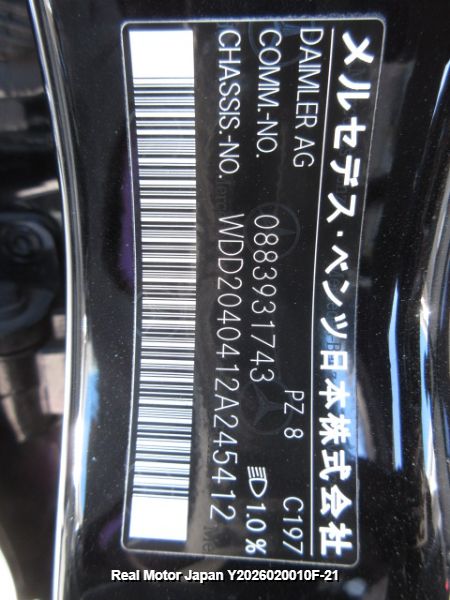 メルセデス・ベンツ日本株式会社
DAIMLER AG PZ 8 C197
COMM.-NO. 0883931743 1.0 %
CHASSIS.-NO. WDD2040412A245412
Real Motor Japan Y2026020010F-21